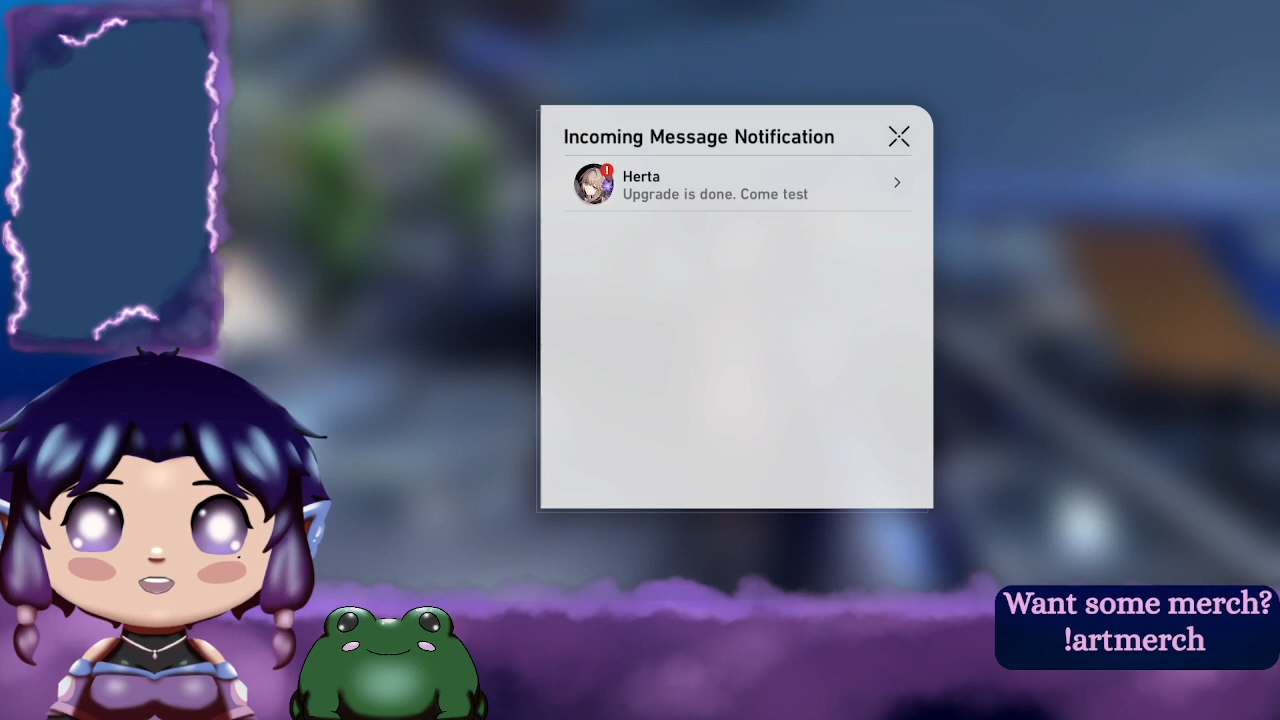 Incoming Message Notification
Herta
Upgrade is done. Come test
Want some merch?
!artmerch